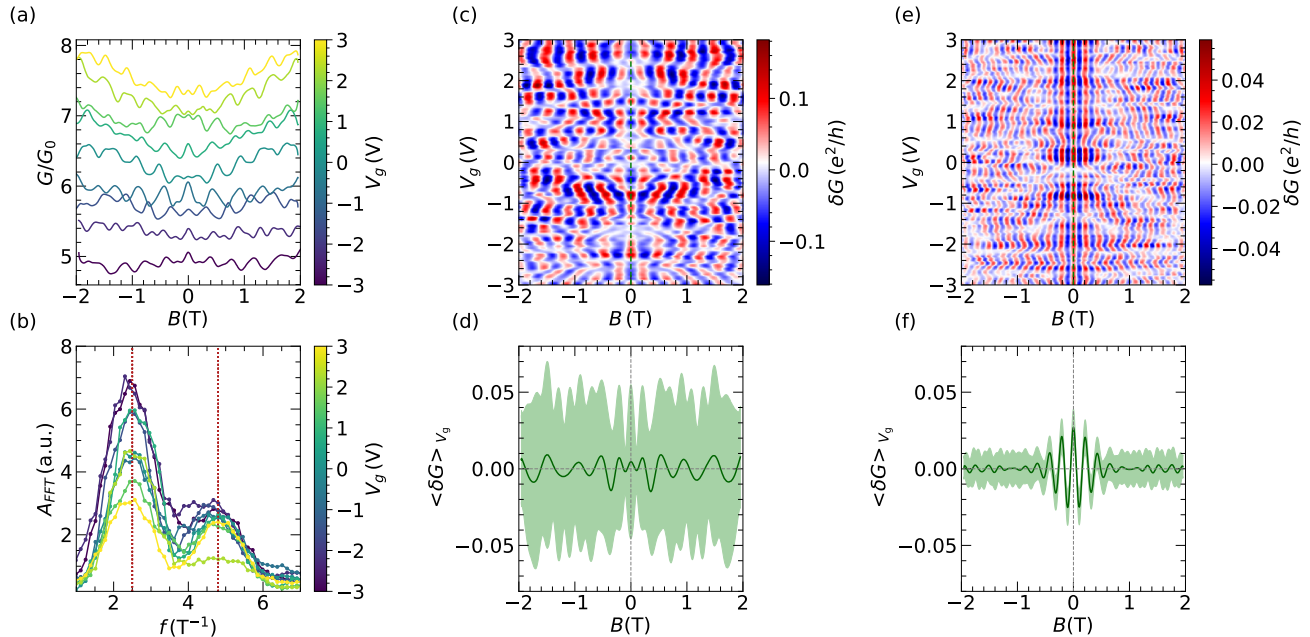 (a)
8
7
6
5
G/G0
−2 −1 0 1 2
B(T)
3
2
1
0
−1
−2
−3
Vg (V)
(c)
3
2
1
0
−1
−2
−3
Vg (V)
−2 −1 0 1 2
B(T)
0.1
0.0
−0.1
δG (e²/h)
(e)
3
2
1
0
−1
−2
−3
Vg (V)
−2 −1 0 1 2
B(T)
0.04
0.02
0.00
−0.02
−0.04
δG (e²/h)
(b)
8
6
4
2
AFFT (a.u.)
2 4 6
f(T⁻¹)
3
2
1
0
−1
−2
−3
Vg (V)
(d)
0.05
0.00
−0.05
<δG>Vg
−2 −1 0 1 2
B(T)
(f)
0.05
0.00
−0.05
<δG>Vg
−2 −1 0 1 2
B(T)